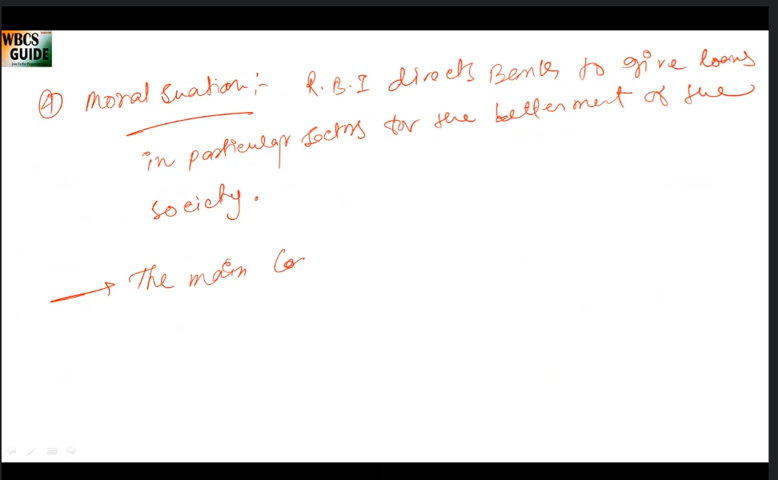 WBCS
GUIDE
④ Moral Suation :- R.B.I directs Banks to give loans
in particular sectors for the betterment of the
society.
→ The main Co